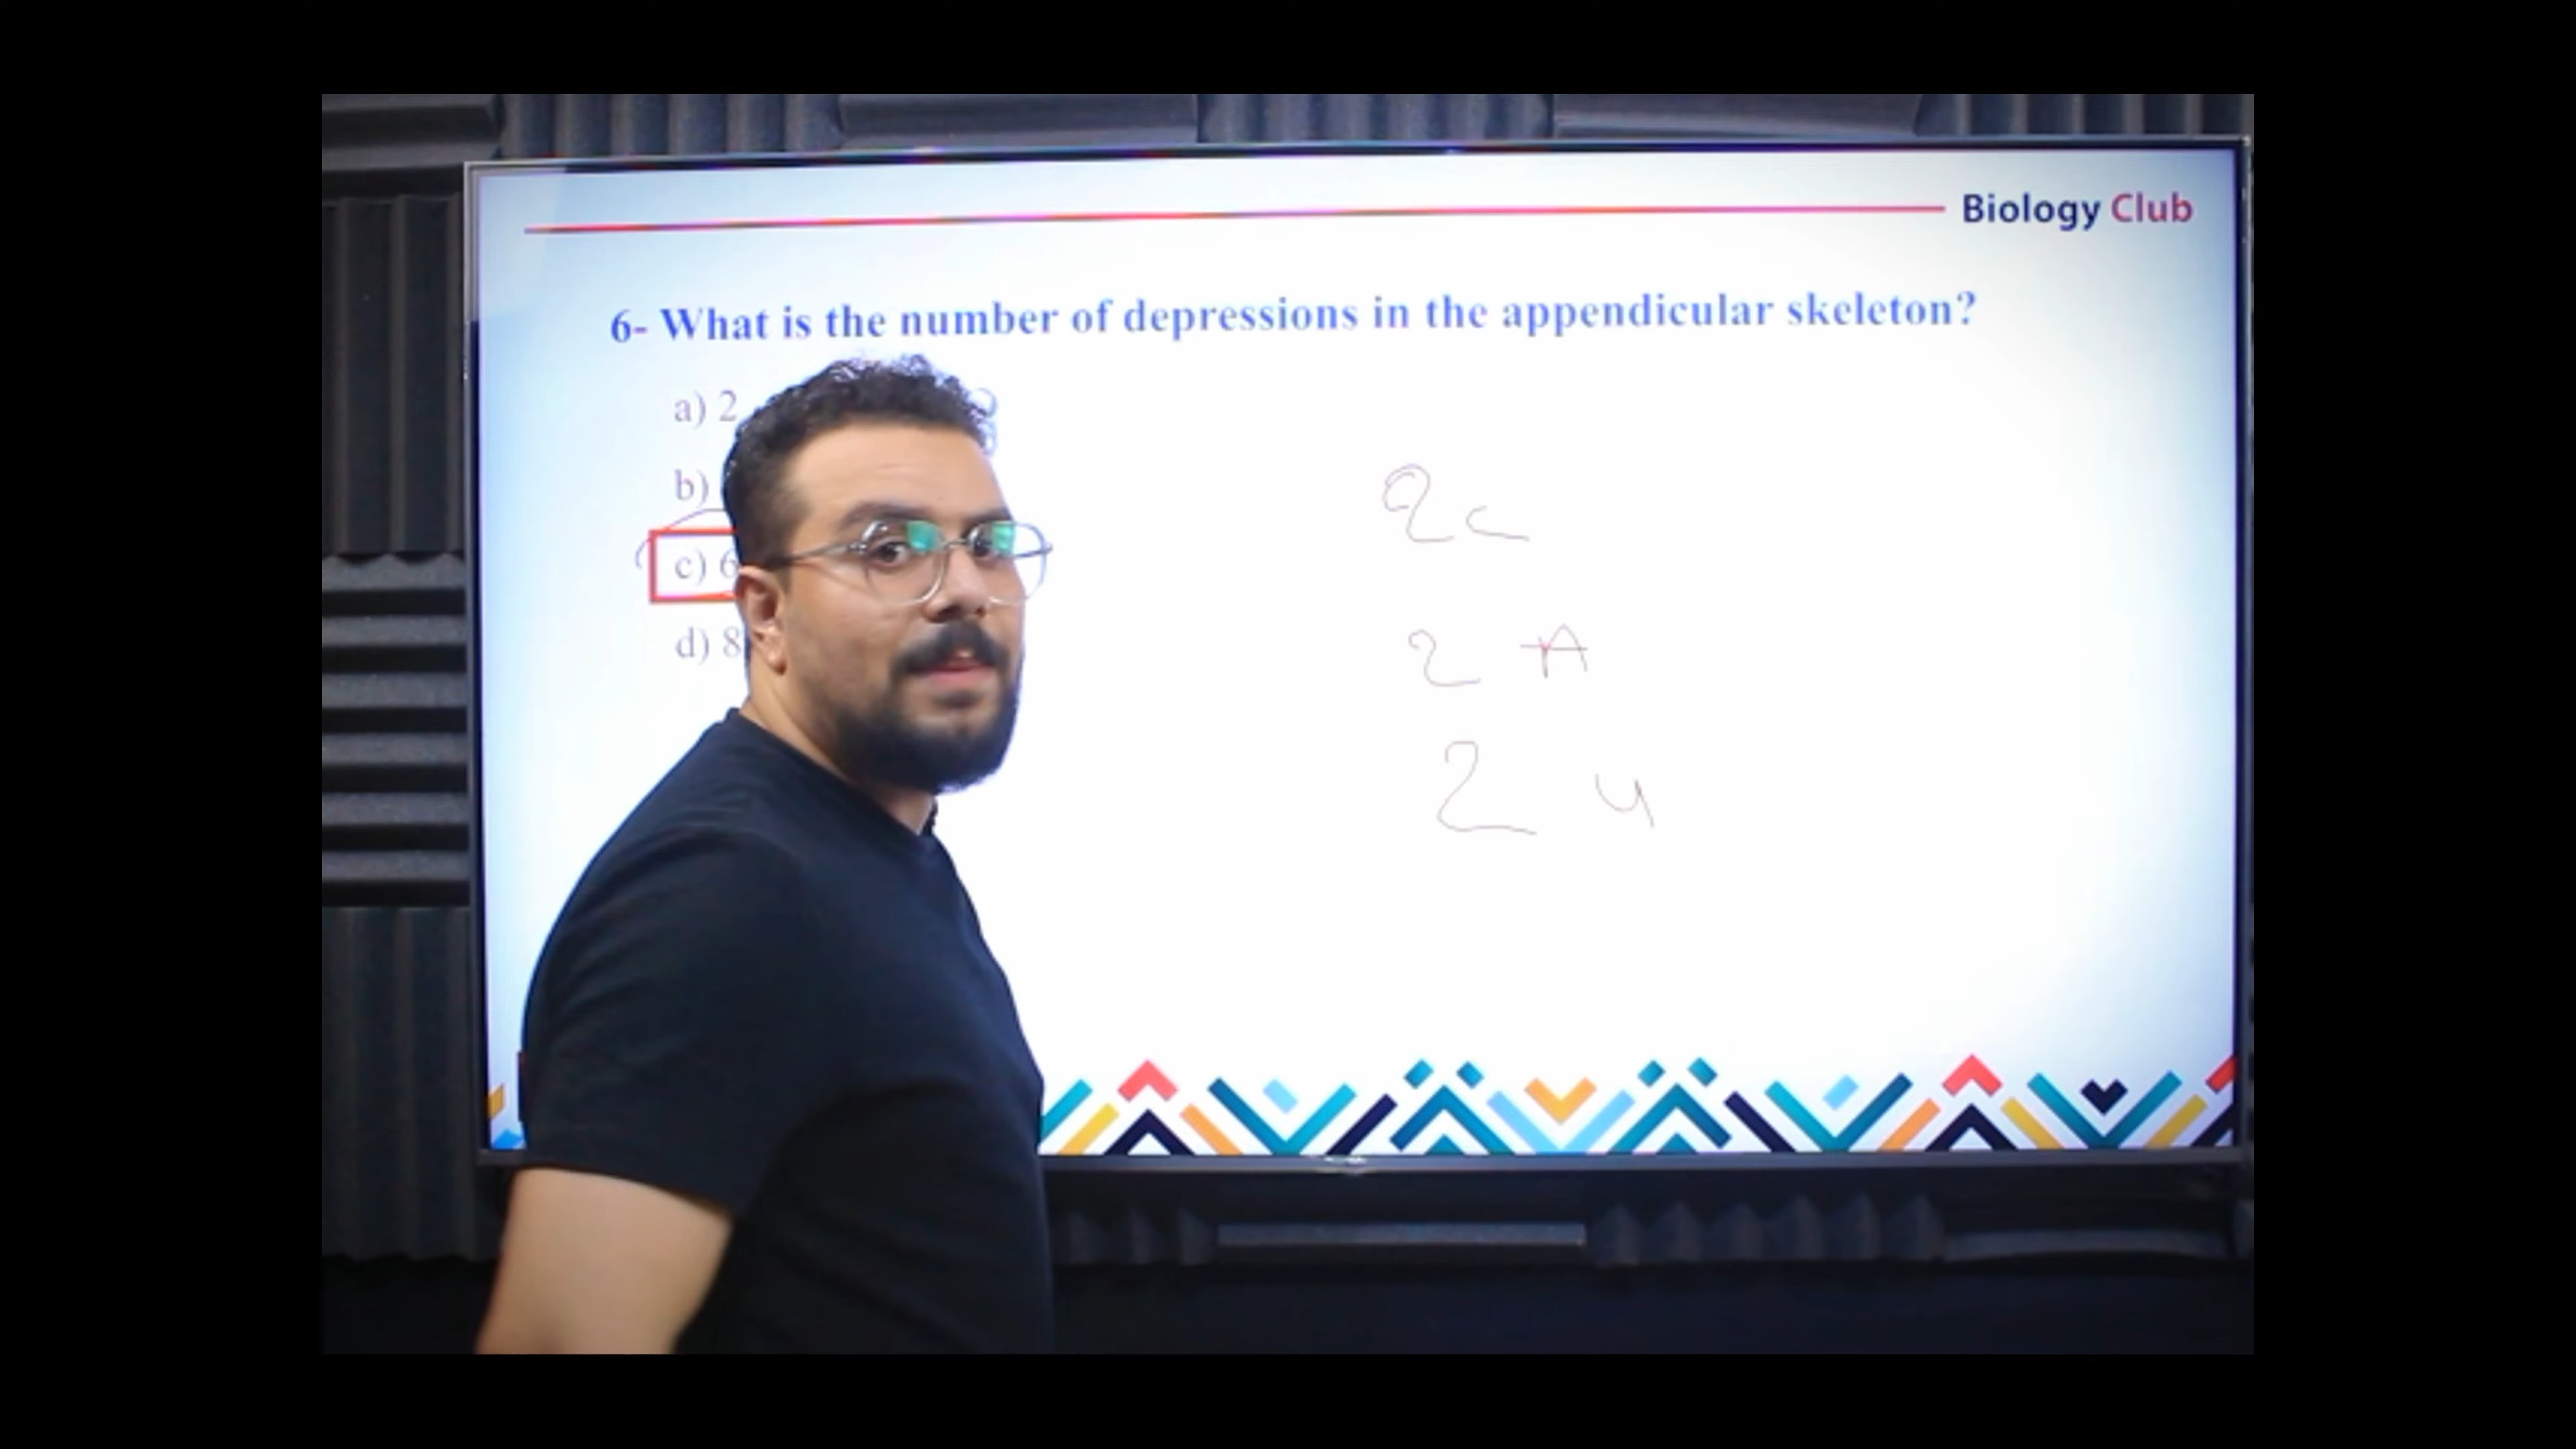 Biology Club
6- What is the number of depressions in the appendicular skeleton?
a) 2
b)
c) 6
d) 8
2 c
2 A
2 u